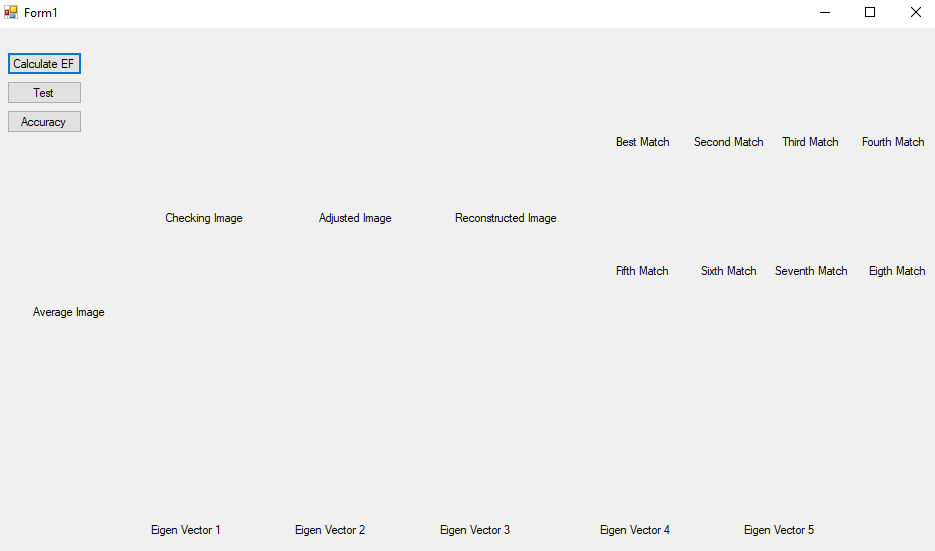 Form1
Calculate EF
Test
Accuracy
Best Match Second Match Third Match Fourth Match
Checking Image Adjusted Image Reconstructed Image
Fifth Match Sixth Match Seventh Match Eigth Match
Average Image
Eigen Vector 1 Eigen Vector 2 Eigen Vector 3 Eigen Vector 4 Eigen Vector 5